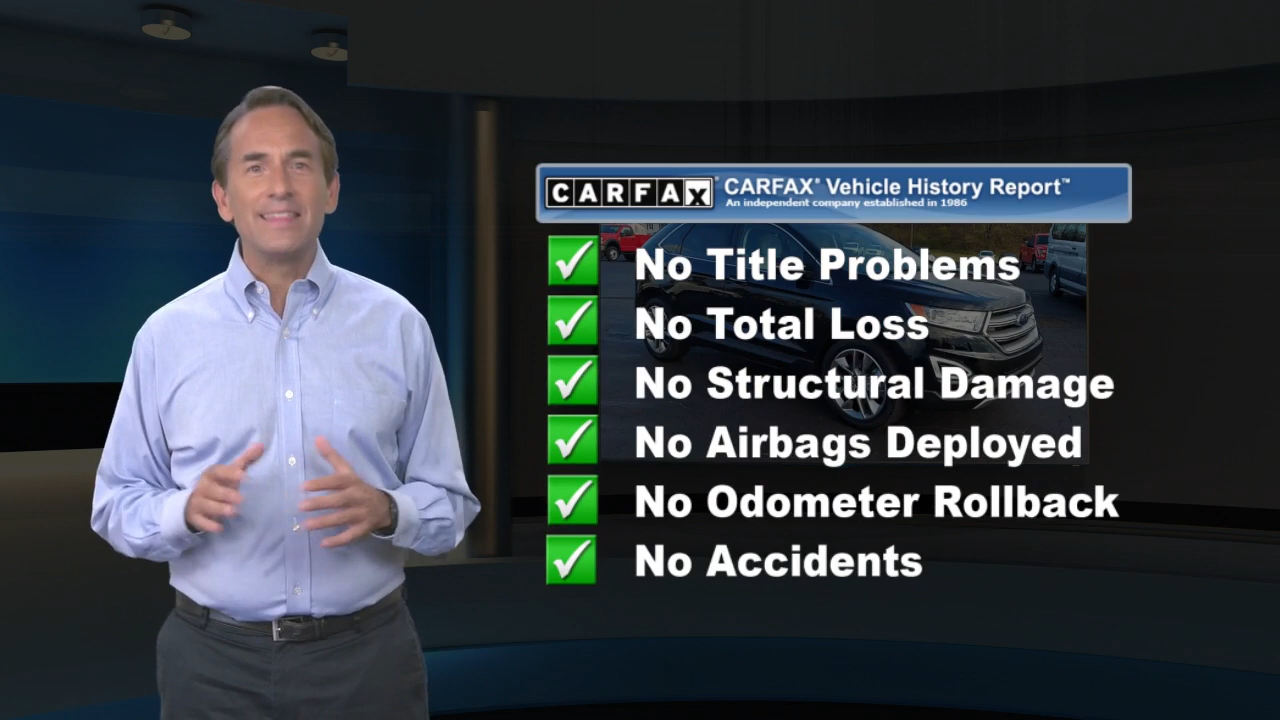 CARFAX® CARFAX® Vehicle History Report™
An independent company established in 1986
No Title Problems
No Total Loss
No Structural Damage
No Airbags Deployed
No Odometer Rollback
No Accidents